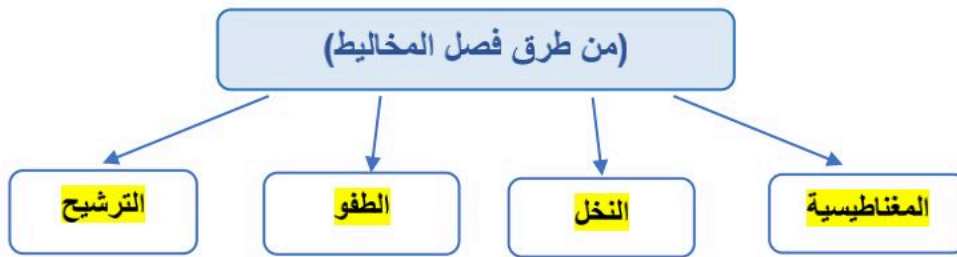 (من طرق فصل المخاليط)
المغناطيسية
النخل
الطفو
الترشيح